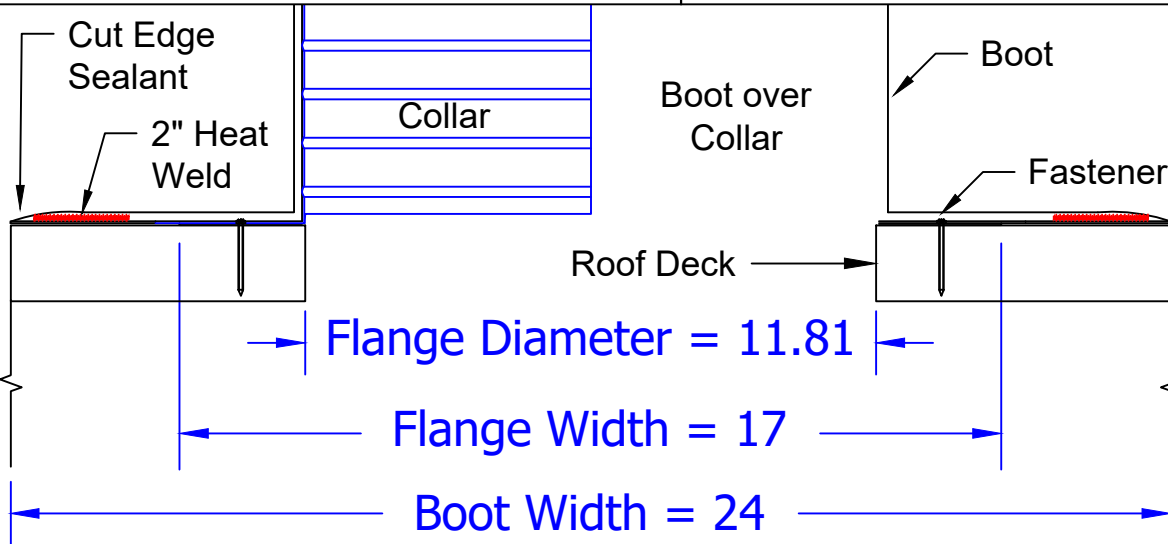 Cut Edge
Sealant
2" Heat
Weld
Collar
Boot over
Collar
Boot
Fastener
Roof Deck
Flange Diameter = 11.81
Flange Width = 17
Boot Width = 24